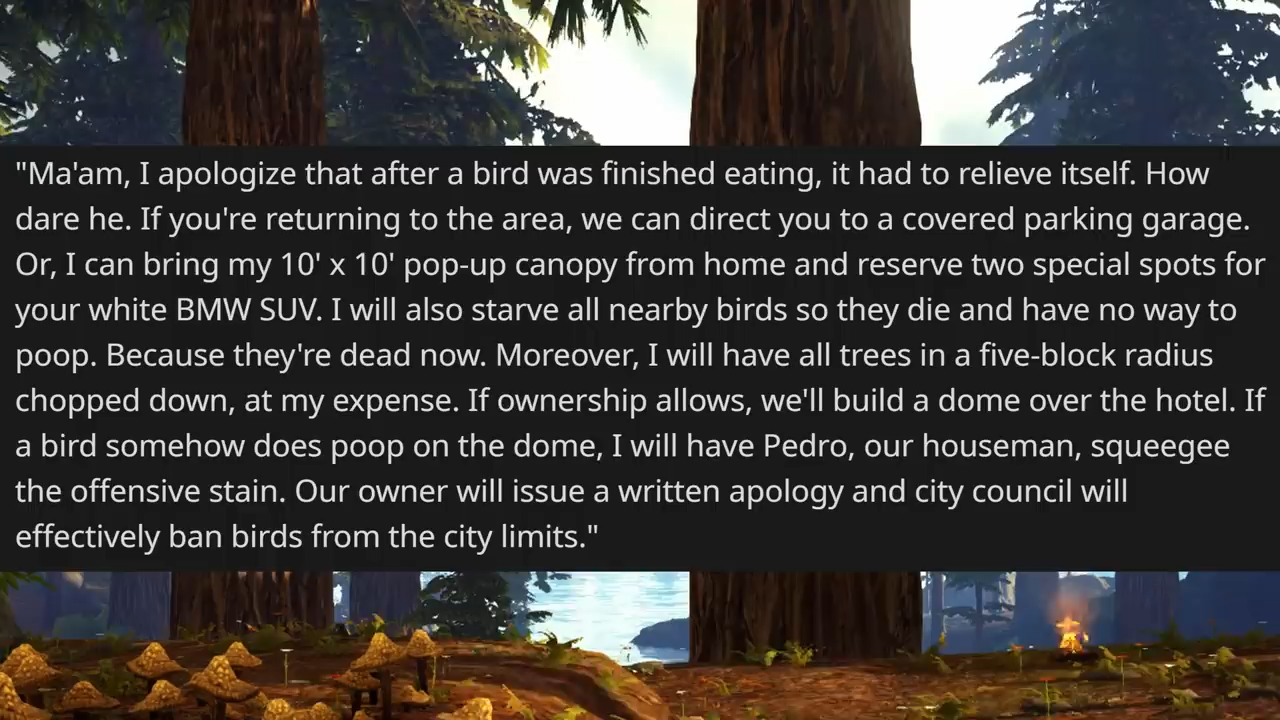 "Ma'am, I apologize that after a bird was finished eating, it had to relieve itself. How
dare he. If you're returning to the area, we can direct you to a covered parking garage.
Or, I can bring my 10' x 10' pop-up canopy from home and reserve two special spots for
your white BMW SUV. I will also starve all nearby birds so they die and have no way to
poop. Because they're dead now. Moreover, I will have all trees in a five-block radius
chopped down, at my expense. If ownership allows, we'll build a dome over the hotel. If
a bird somehow does poop on the dome, I will have Pedro, our houseman, squeegee
the offensive stain. Our owner will issue a written apology and city council will
effectively ban birds from the city limits."